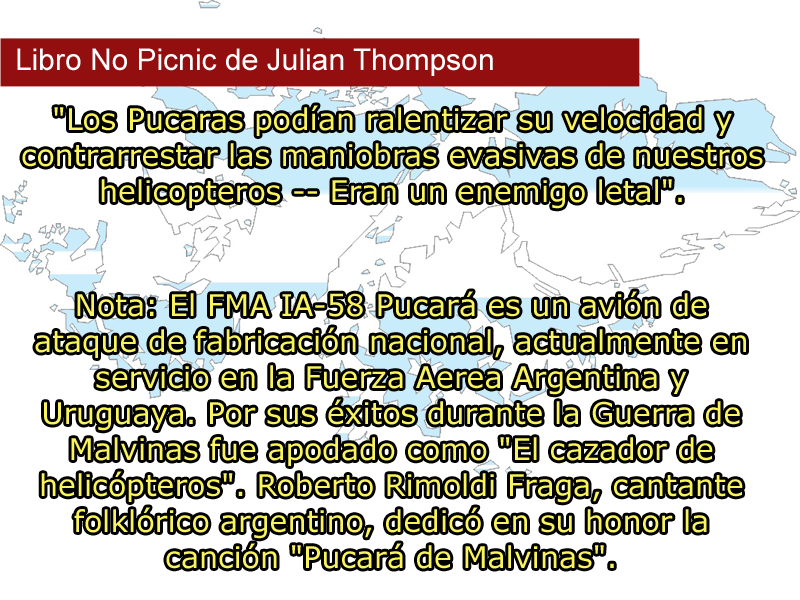 Libro No Picnic de Julian Thompson
"Los Pucaras podían ralentizar su velocidad y
contrarrestar las maniobras evasivas de nuestros
helicopteros -- Eran un enemigo letal".
Nota: El FMA IA-58 Pucará es un avión de
ataque de fabricación nacional, actualmente en
servicio en la Fuerza Aerea Argentina y
Uruguaya. Por sus éxitos durante la Guerra de
Malvinas fue apodado como "El cazador de
helicópteros". Roberto Rimoldi Fraga, cantante
folklórico argentino, dedicó en su honor la
canción "Pucará de Malvinas".